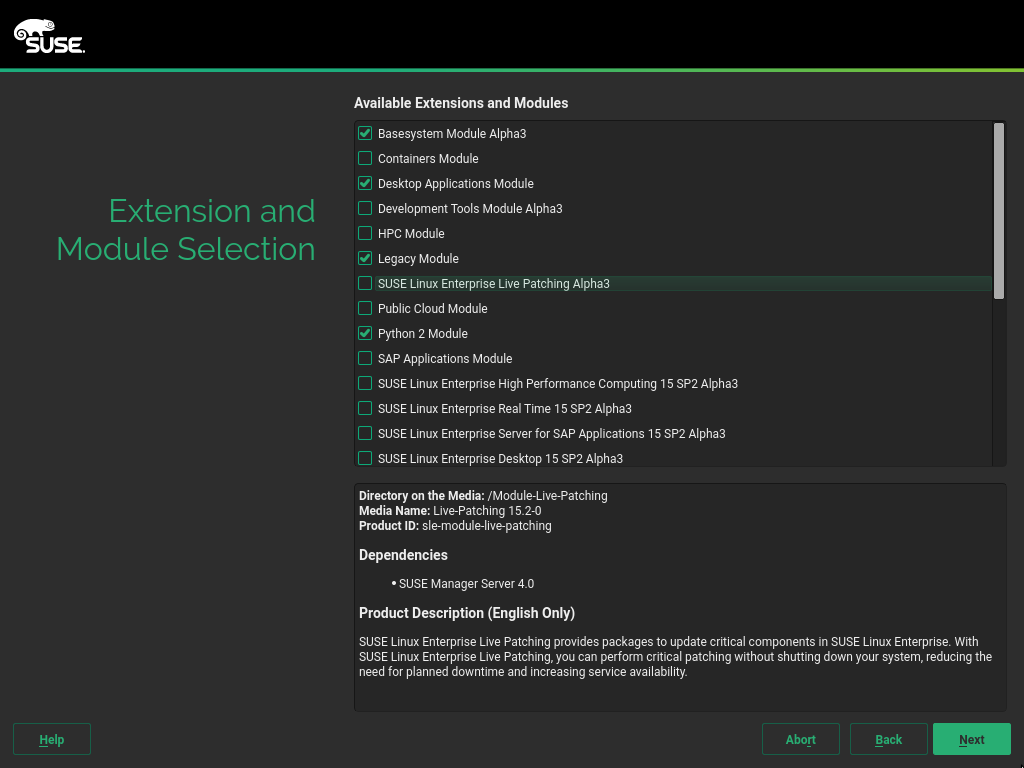 SUSE.
Available Extensions and Modules
Extension and
Module Selection
Basesystem Module Alpha3
Containers Module
Desktop Applications Module
Development Tools Module Alpha3
HPC Module
Legacy Module
SUSE Linux Enterprise Live Patching Alpha3
Public Cloud Module
Python 2 Module
SAP Applications Module
SUSE Linux Enterprise High Performance Computing 15 SP2 Alpha3
SUSE Linux Enterprise Real Time 15 SP2 Alpha3
SUSE Linux Enterprise Server for SAP Applications 15 SP2 Alpha3
SUSE Linux Enterprise Desktop 15 SP2 Alpha3
Directory on the Media: /Module-Live-Patching
Media Name: Live-Patching 15.2-0
Product ID: sle-module-live-patching
Dependencies
• SUSE Manager Server 4.0
Product Description (English Only)
SUSE Linux Enterprise Live Patching provides packages to update critical components in SUSE Linux Enterprise. With
SUSE Linux Enterprise Live Patching, you can perform critical patching without shutting down your system, reducing the
need for planned downtime and increasing service availability.
Help
Abort
Back
Next